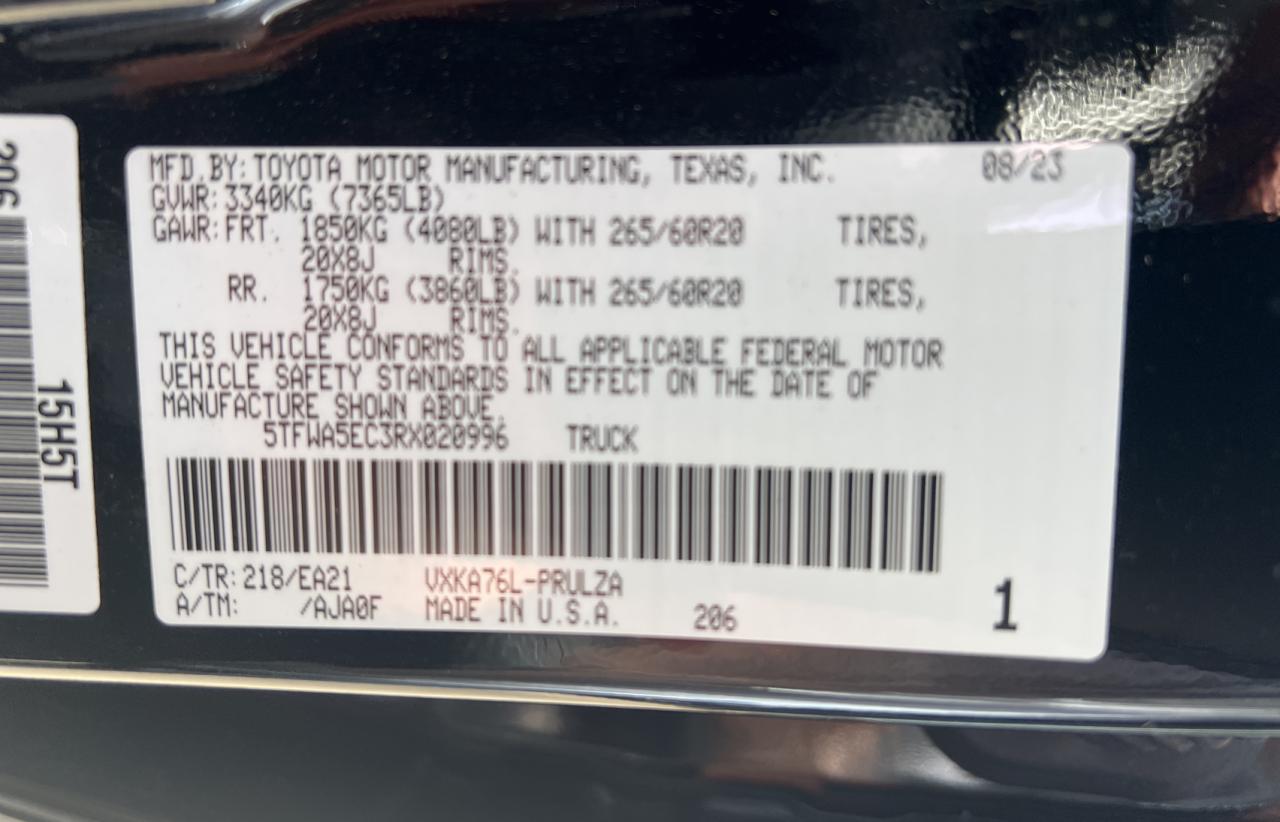 MFD.BY: TOYOTA MOTOR MANUFACTURING, TEXAS, INC. 08/23
GVWR: 3340KG (7365LB)
GAWR: FRT. 1850KG (4080LB) WITH 265/60R20 TIRES,
20X8J RIMS.
RR. 1750KG (3860LB) WITH 265/60R20 TIRES,
20X8J RIMS.
THIS VEHICLE CONFORMS TO ALL APPLICABLE FEDERAL MOTOR
VEHICLE SAFETY STANDARDS IN EFFECT ON THE DATE OF
MANUFACTURE SHOWN ABOVE.
5TFWA5EC3RX020996 TRUCK
C/TR: 218/EA21 VXKA76L-PRULZA
A/TM: /AJA0F MADE IN U.S.A. 206 1
206
15H5T